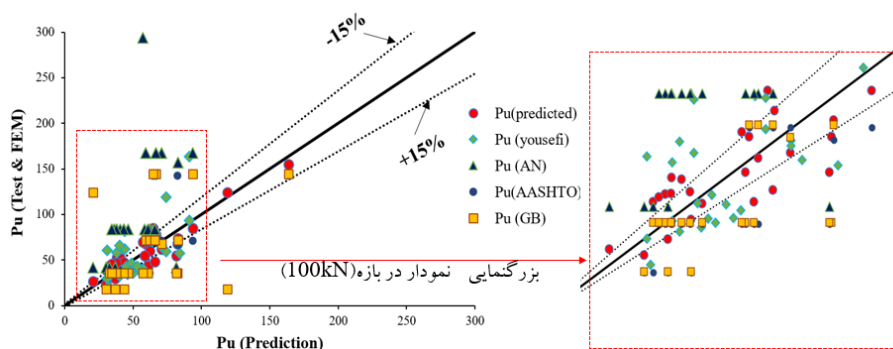 Pu (Test & FEM)
300
250
200
150
100
50
0
0 50 100 150 200 250 300
Pu (Prediction)
-15%
+15%
Pu(predicted)
Pu (yousefi)
Pu (AN)
Pu(AASHTO)
Pu (GB)
بزرگنمایی نمودار در بازه(100kN)